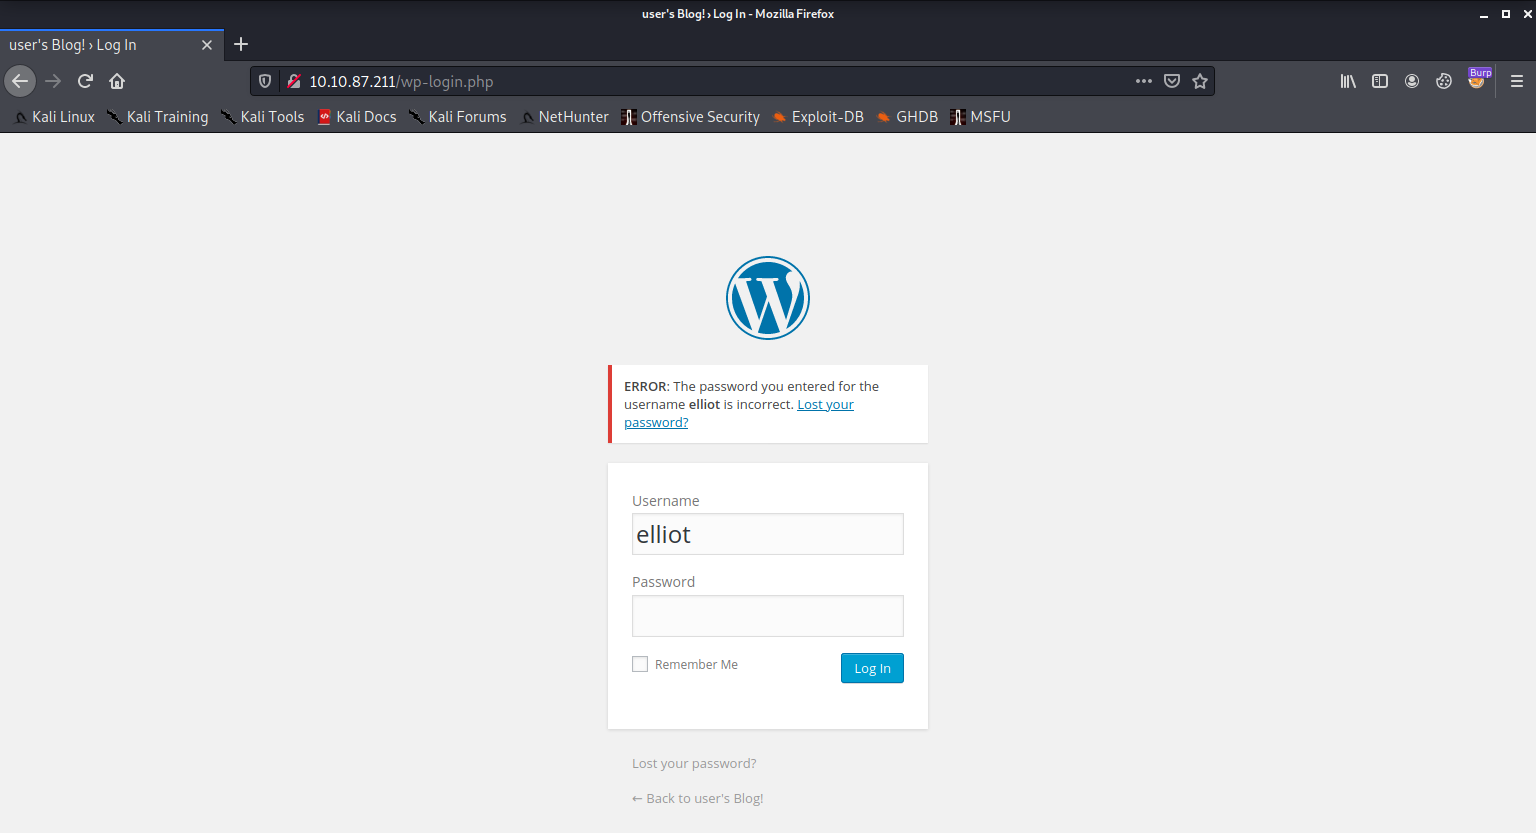 user's Blog! › Log In - Mozilla Firefox
user's Blog! › Log In
10.10.87.211/wp-login.php
Burp
Kali Linux Kali Training Kali Tools Kali Docs Kali Forums NetHunter Offensive Security Exploit-DB GHDB MSFU
ERROR: The password you entered for the
username elliot is incorrect. Lost your
password?
Username
elliot
Password
Remember Me
Log In
Lost your password?
← Back to user's Blog!